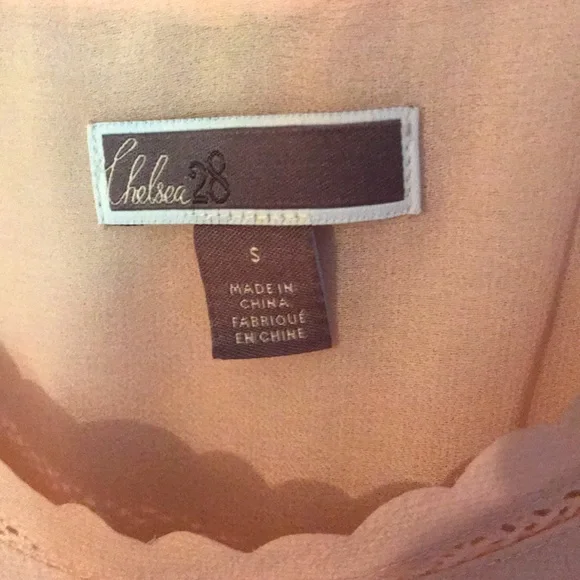 Chelsea28
S
MADE IN
CHINA
FABRIQUÉ
EN CHINE